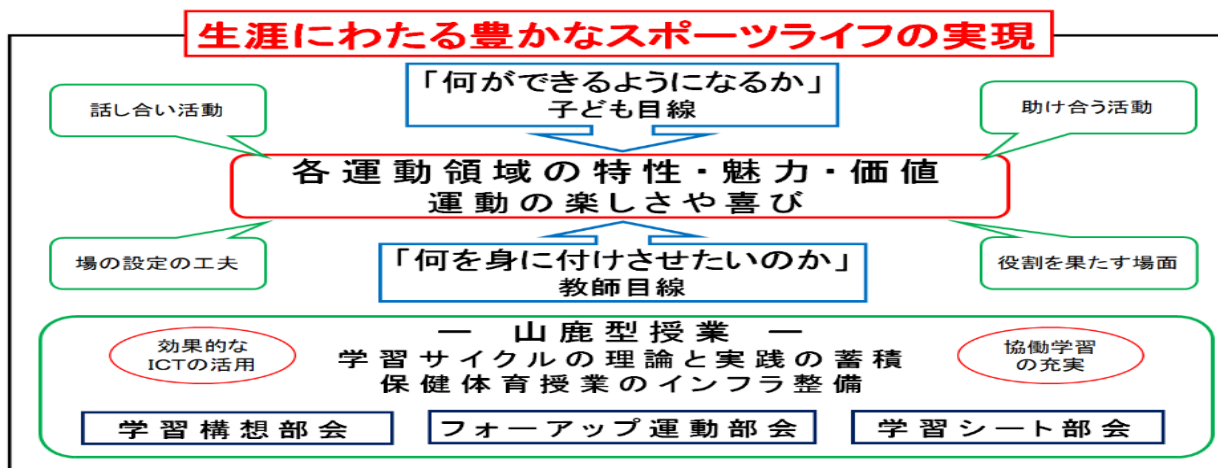 生涯にわたる豊かなスポーツライフの実現
「何ができるようになるか」
子ども目線
話し合い活動
助け合う活動
各運動領域の特性・魅力・価値
運動の楽しさや喜び
場の設定の工夫
「何を身に付けさせたいのか」
教師目線
役割を果たす場面
― 山鹿型授業 ―
効果的な
ICTの活用
学習サイクルの理論と実践の蓄積
保健体育授業のインフラ整備
協働学習
の充実
学習構想部会
フォーアップ運動部会
学習シート部会